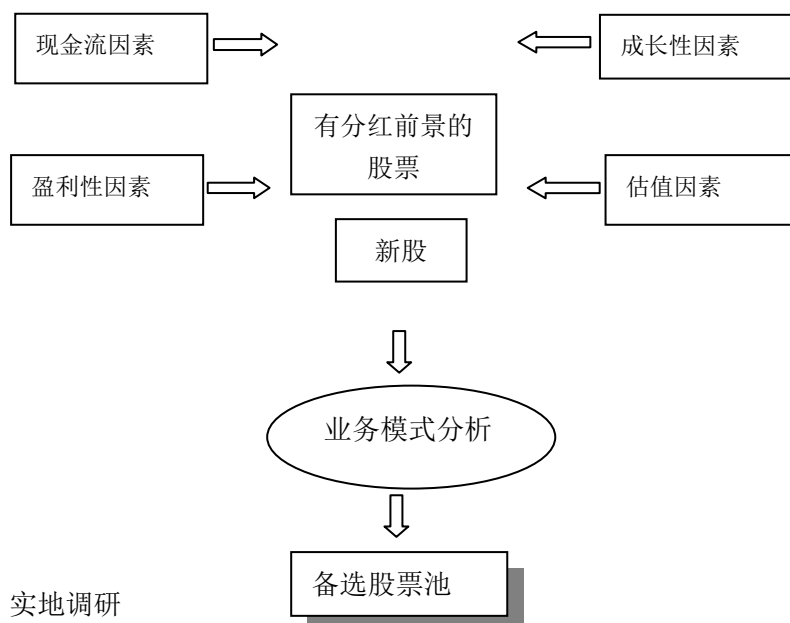 现金流因素
成长性因素
有分红前景的
股票
盈利性因素
估值因素
新股
业务模式分析
备选股票池
实地调研